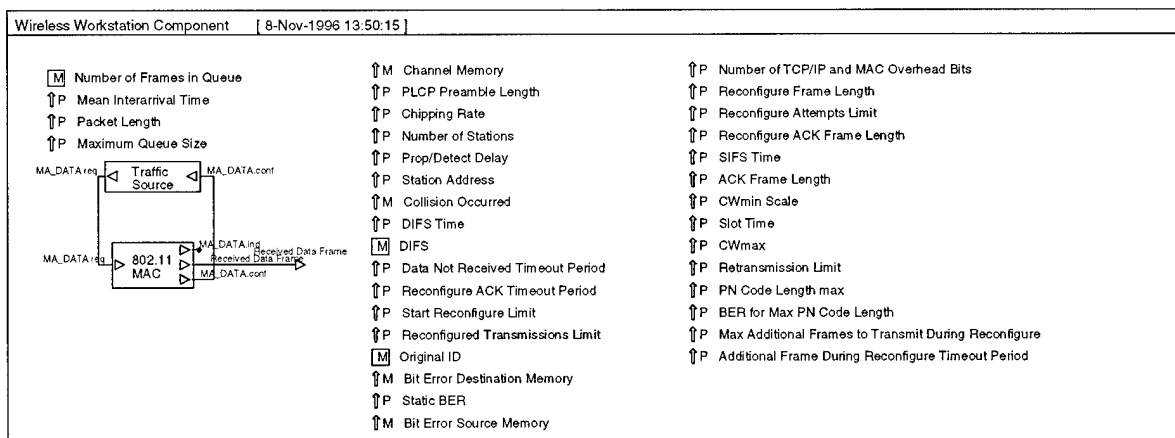 Wireless Workstation Component [ 8-Nov-1996 13:50:15 ]
M Number of Frames in Queue
⇑P Mean Interarrival Time
⇑P Packet Length
⇑P Maximum Queue Size
MA_DATA.req
Traffic
Source
MA_DATA.conf
MA_DATA.req
802.11
MAC
MA_DATA.ind
Received Data Frame
Received Data Frame
MA_DATA.conf
⇑M Channel Memory
⇑P PLCP Preamble Length
⇑P Chipping Rate
⇑P Number of Stations
⇑P Prop/Detect Delay
⇑P Station Address
⇑M Collision Occurred
⇑P DIFS Time
M DIFS
⇑P Data Not Received Timeout Period
⇑P Reconfigure ACK Timeout Period
⇑P Start Reconfigure Limit
⇑P Reconfigured Transmissions Limit
M Original ID
⇑M Bit Error Destination Memory
⇑P Static BER
⇑M Bit Error Source Memory
⇑P Number of TCP/IP and MAC Overhead Bits
⇑P Reconfigure Frame Length
⇑P Reconfigure Attempts Limit
⇑P Reconfigure ACK Frame Length
⇑P SIFS Time
⇑P ACK Frame Length
⇑P CWmin Scale
⇑P Slot Time
⇑P CWmax
⇑P Retransmission Limit
⇑P PN Code Length max
⇑P BER for Max PN Code Length
⇑P Max Additional Frames to Transmit During Reconfigure
⇑P Additional Frame During Reconfigure Timeout Period